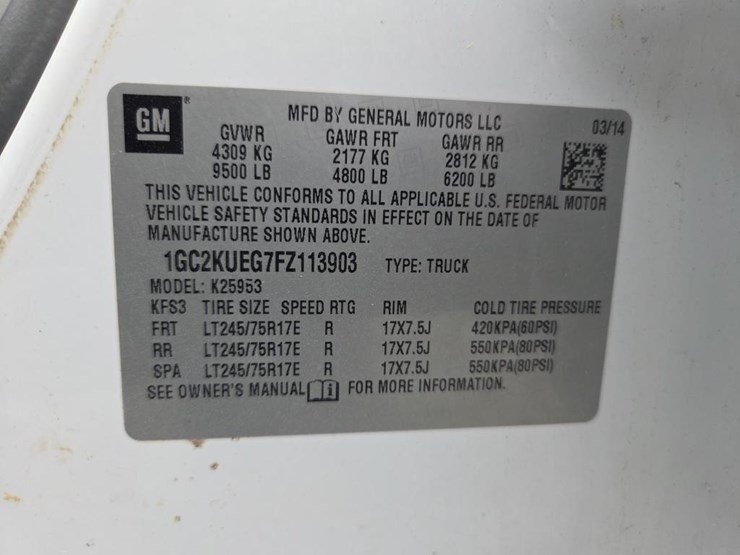 GM
MFD BY GENERAL MOTORS LLC 03/14
GVWR GAWR FRT GAWR RR
4309 KG 2177 KG 2812 KG
9500 LB 4800 LB 6200 LB
THIS VEHICLE CONFORMS TO ALL APPLICABLE U.S. FEDERAL MOTOR
VEHICLE SAFETY STANDARDS IN EFFECT ON THE DATE OF
MANUFACTURE SHOWN ABOVE.
1GC2KUEG7FZ113903 TYPE: TRUCK
MODEL: K25953
KFS3 TIRE SIZE SPEED RTG RIM COLD TIRE PRESSURE
FRT LT245/75R17E R 17X7.5J 420KPA(60PSI)
RR LT245/75R17E R 17X7.5J 550KPA(80PSI)
SPA LT245/75R17E R 17X7.5J 550KPA(80PSI)
SEE OWNER'S MANUAL i FOR MORE INFORMATION.